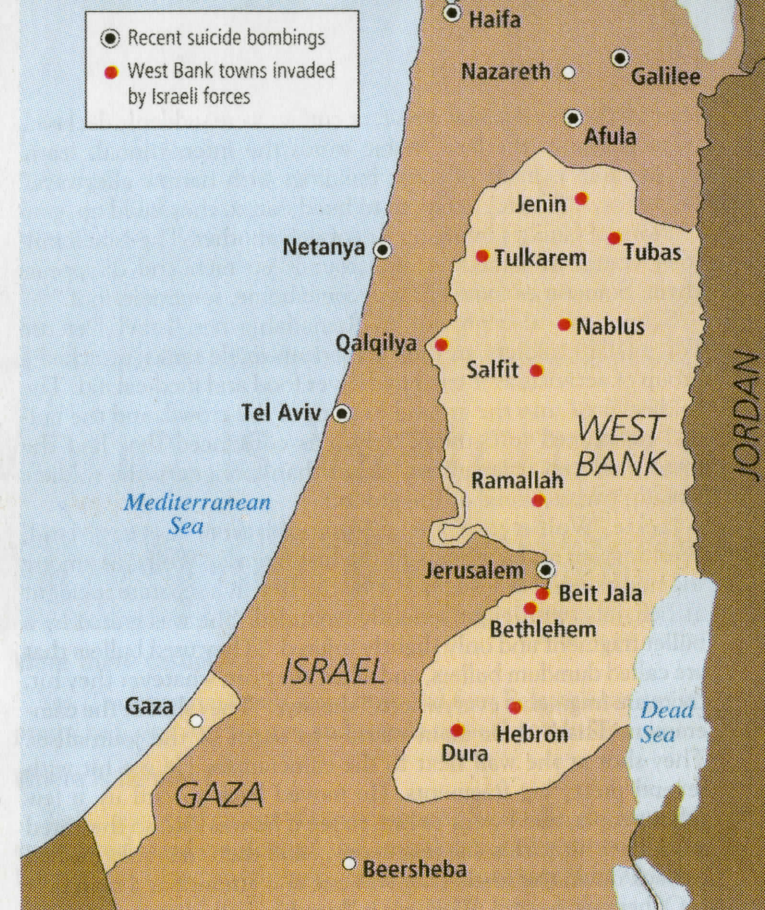 Haifa
Recent suicide bombings
West Bank towns invaded
by Israeli forces
Nazareth
Galilee
Afula
Jenin
Netanya
Tulkarem
Tubas
Nablus
Qalqilya
Salfit
Tel Aviv
WEST
BANK
JORDAN
Ramallah
Mediterranean
Sea
Jerusalem
Beit Jala
Bethlehem
ISRAEL
Gaza
Hebron
Dead
Sea
Dura
GAZA
Beersheba